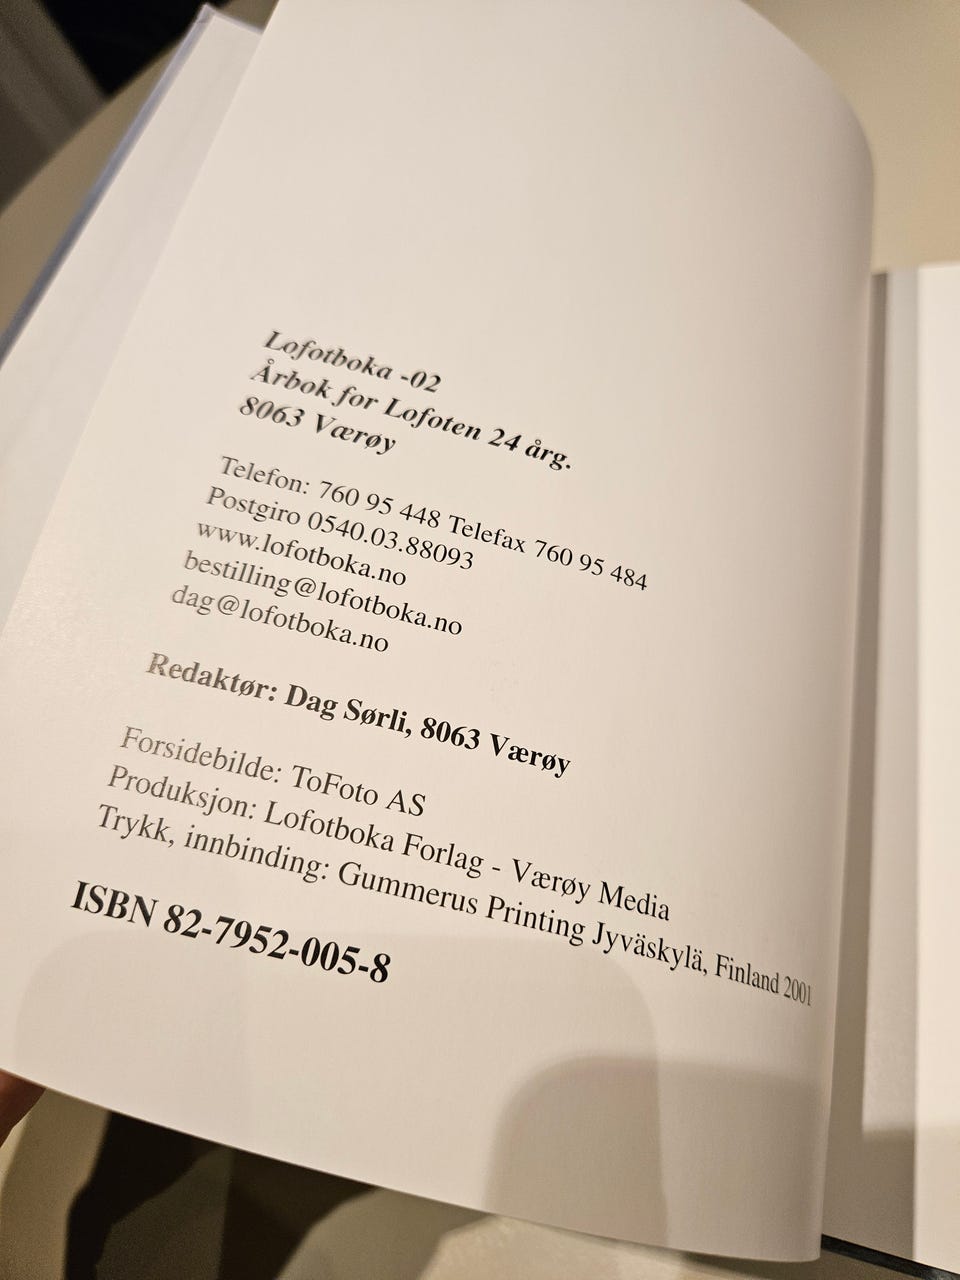 Lofotboka -02
Årbok for Lofoten 24 årg.
8063 Værøy
Telefon: 760 95 448 Telefax 760 95 484
Postgiro 0540.03.88093
www.lofotboka.no
bestilling@lofotboka.no
dag@lofotboka.no
Redaktør: Dag Sørli, 8063 Værøy
Forsidebilde: ToFoto AS
Produksjon: Lofotboka Forlag - Værøy Media
Trykk, innbinding: Gummerus Printing Jyväskylä, Finland 2001
ISBN 82-7952-005-8